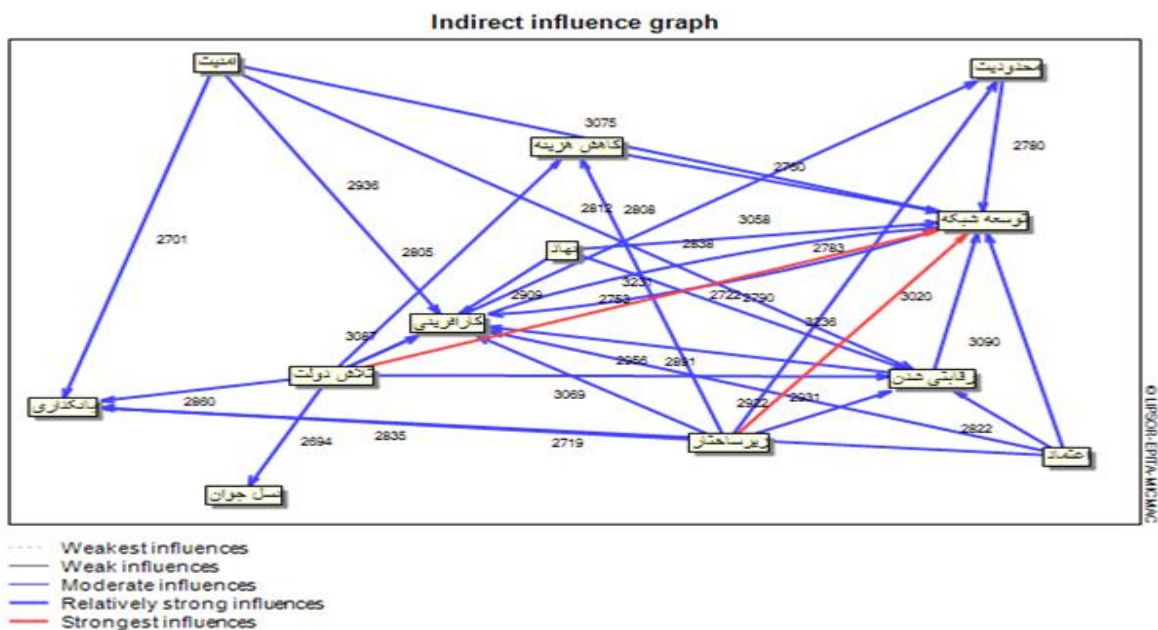 Indirect influence graph
امنیت
محدودیت
3075
کاهش هزینه
2760
2780
2936
2812
2808
توسعه شبکه
3058
2701
2805
نهاد
2838
2783
3231
3020
2909
2753
2722
2790
کارافرینی
3236
3087
2956
2891
3090
تلاش دولت
رقابتی شدن
بانکداری
2860
3069
2922
2931
2694
2835
2719
زیرساختار
2822
اعتماد
نسل جوان
© LIPSOR-EPITA-MICMAC
Weakest influences
Weak influences
Moderate influences
Relatively strong influences
Strongest influences